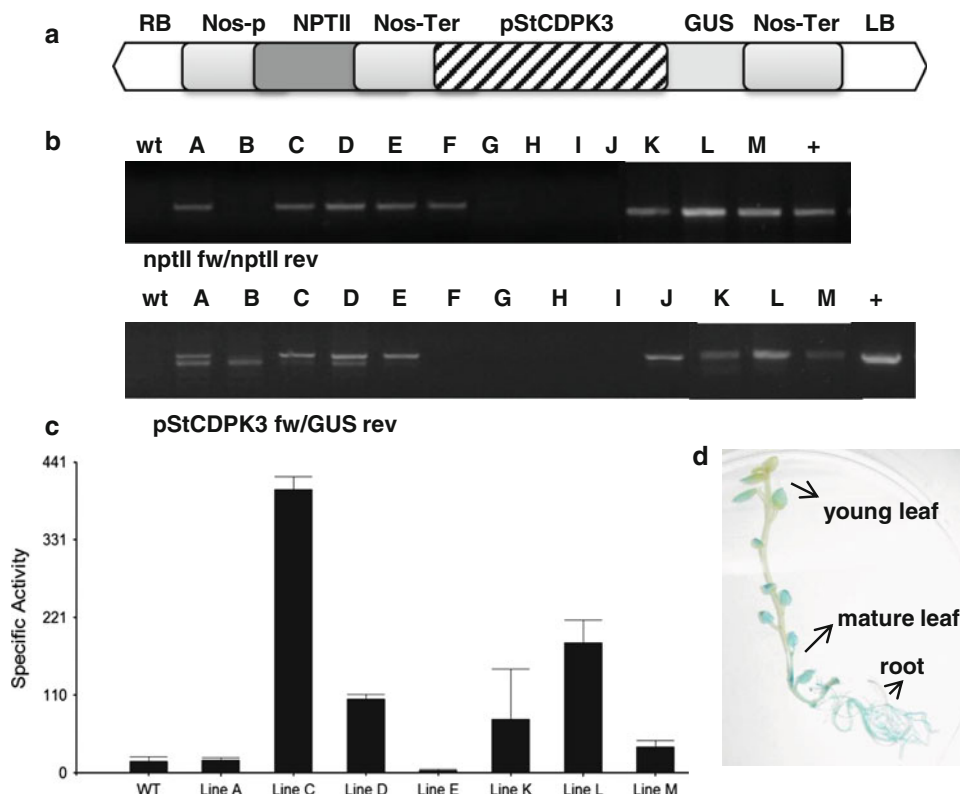 a
RB Nos-p NPTII Nos-Ter pStCDPK3 GUS Nos-Ter LB
b
wt A B C D E F G H I J K L M +
nptII fw/nptII rev
wt A B C D E F G H I J K L M +
pStCDPK3 fw/GUS rev
c
441
331
221
110
0
Specific Activity
WT Line A Line C Line D Line E Line K Line L Line M
d
young leaf
mature leaf
root